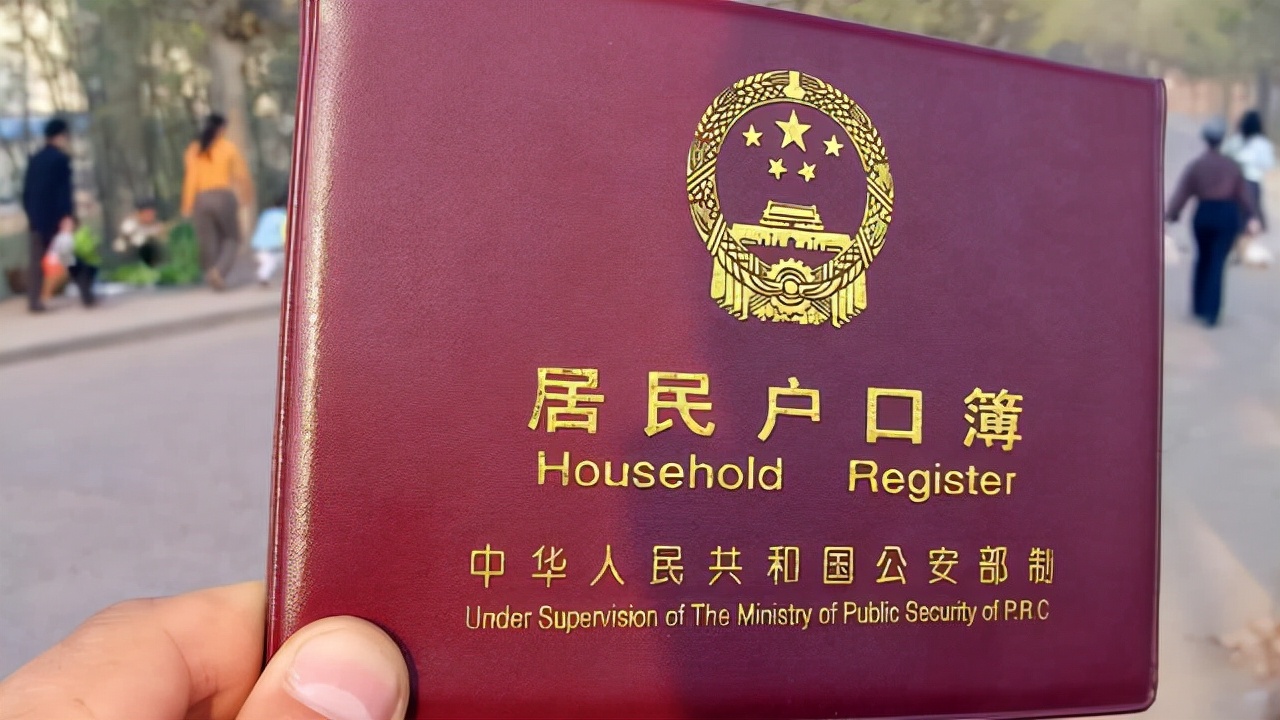 居民户口簿
Household Register
中华人民共和国公安部制
Under Supervision of The Ministry of Public Security of P.R.C